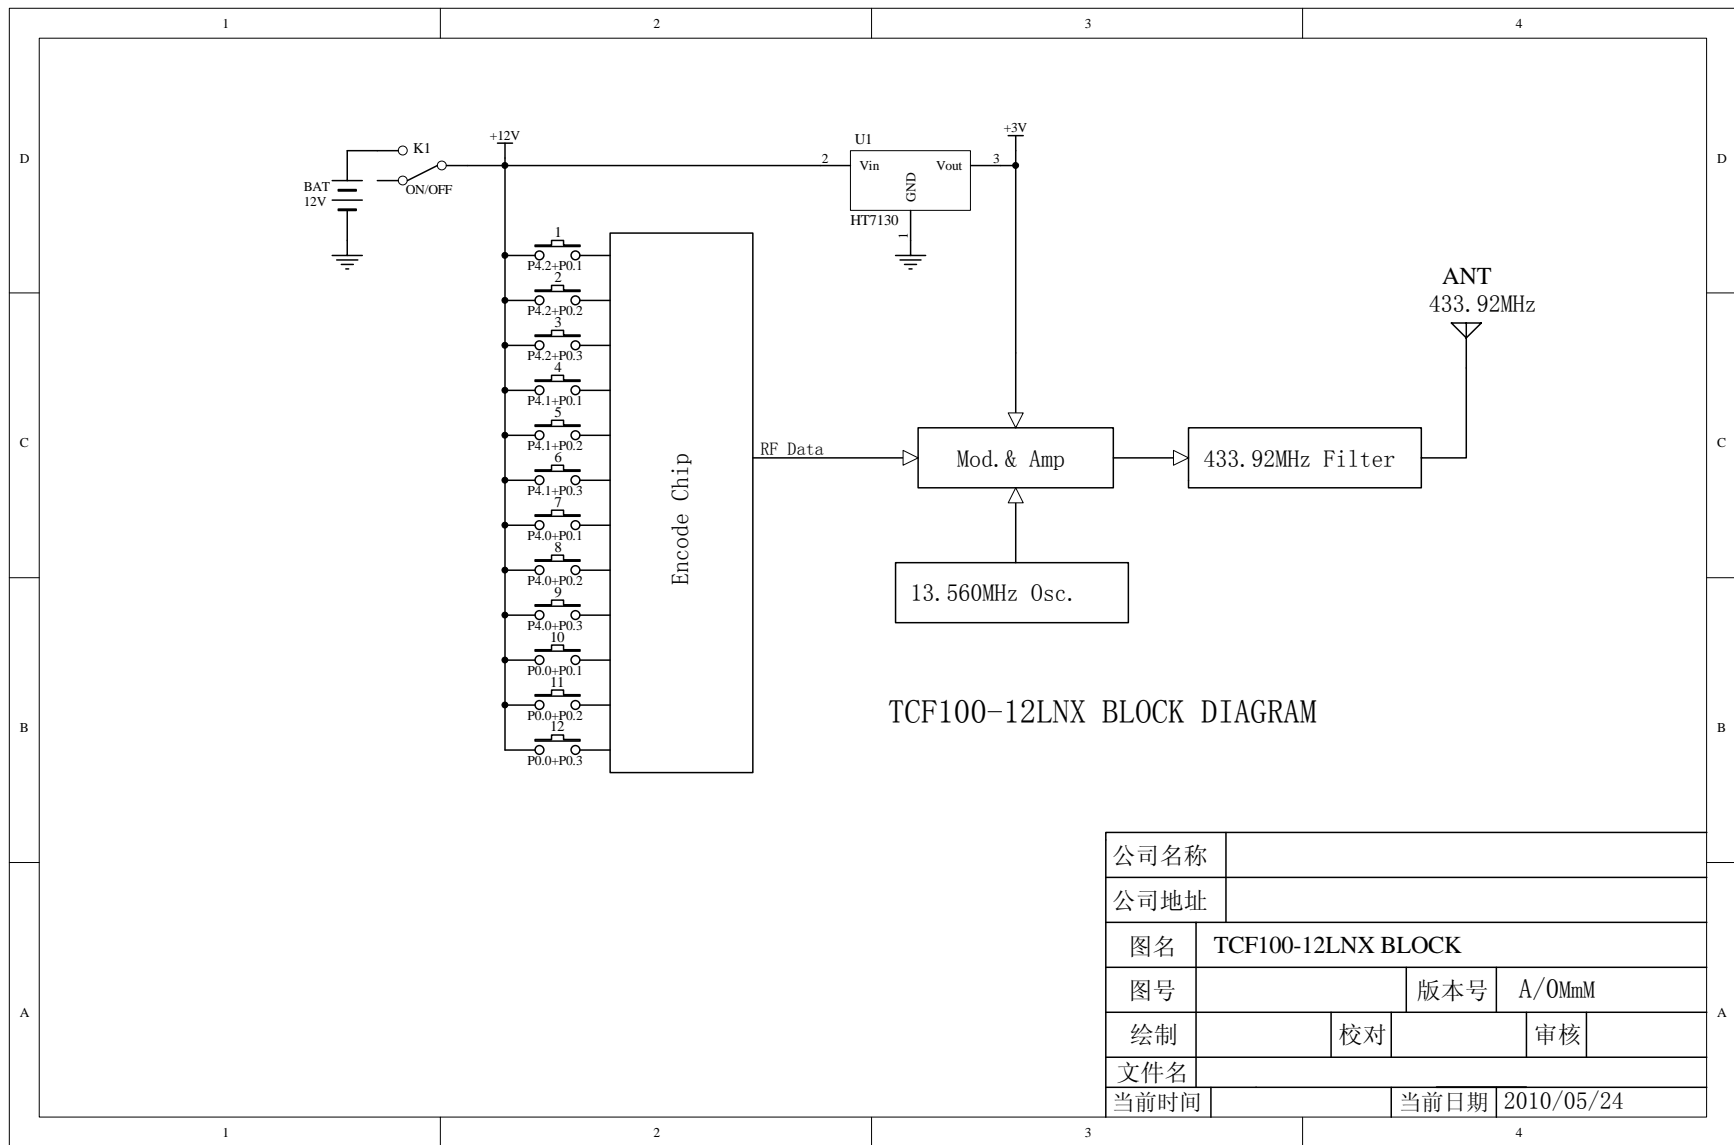 1 2 3 4
D D
K1
ON/OFF
BAT
12V
+12V
U1
2 Vin Vout 3
GND
1
HT7130
+3V
1
P4.2+P0.1
2
P4.2+P0.2
3
P4.2+P0.3
4
P4.1+P0.1
5
P4.1+P0.2
6
P4.1+P0.3
7
P4.0+P0.1
8
P4.0+P0.2
9
P4.0+P0.3
10
P0.0+P0.1
11
P0.0+P0.2
12
P0.0+P0.3
Encode Chip
RF Data
Mod.& Amp
433.92MHz Filter
ANT
433.92MHz
C C
13.560MHz Osc.
TCF100-12LNX BLOCK DIAGRAM
B B
公司名称
公司地址
图名 TCF100-12LNX BLOCK
图号 版本号 A/0MmM
绘制 校对 审核
文件名
当前时间 当前日期 2010/05/24
A A
1 2 3 4